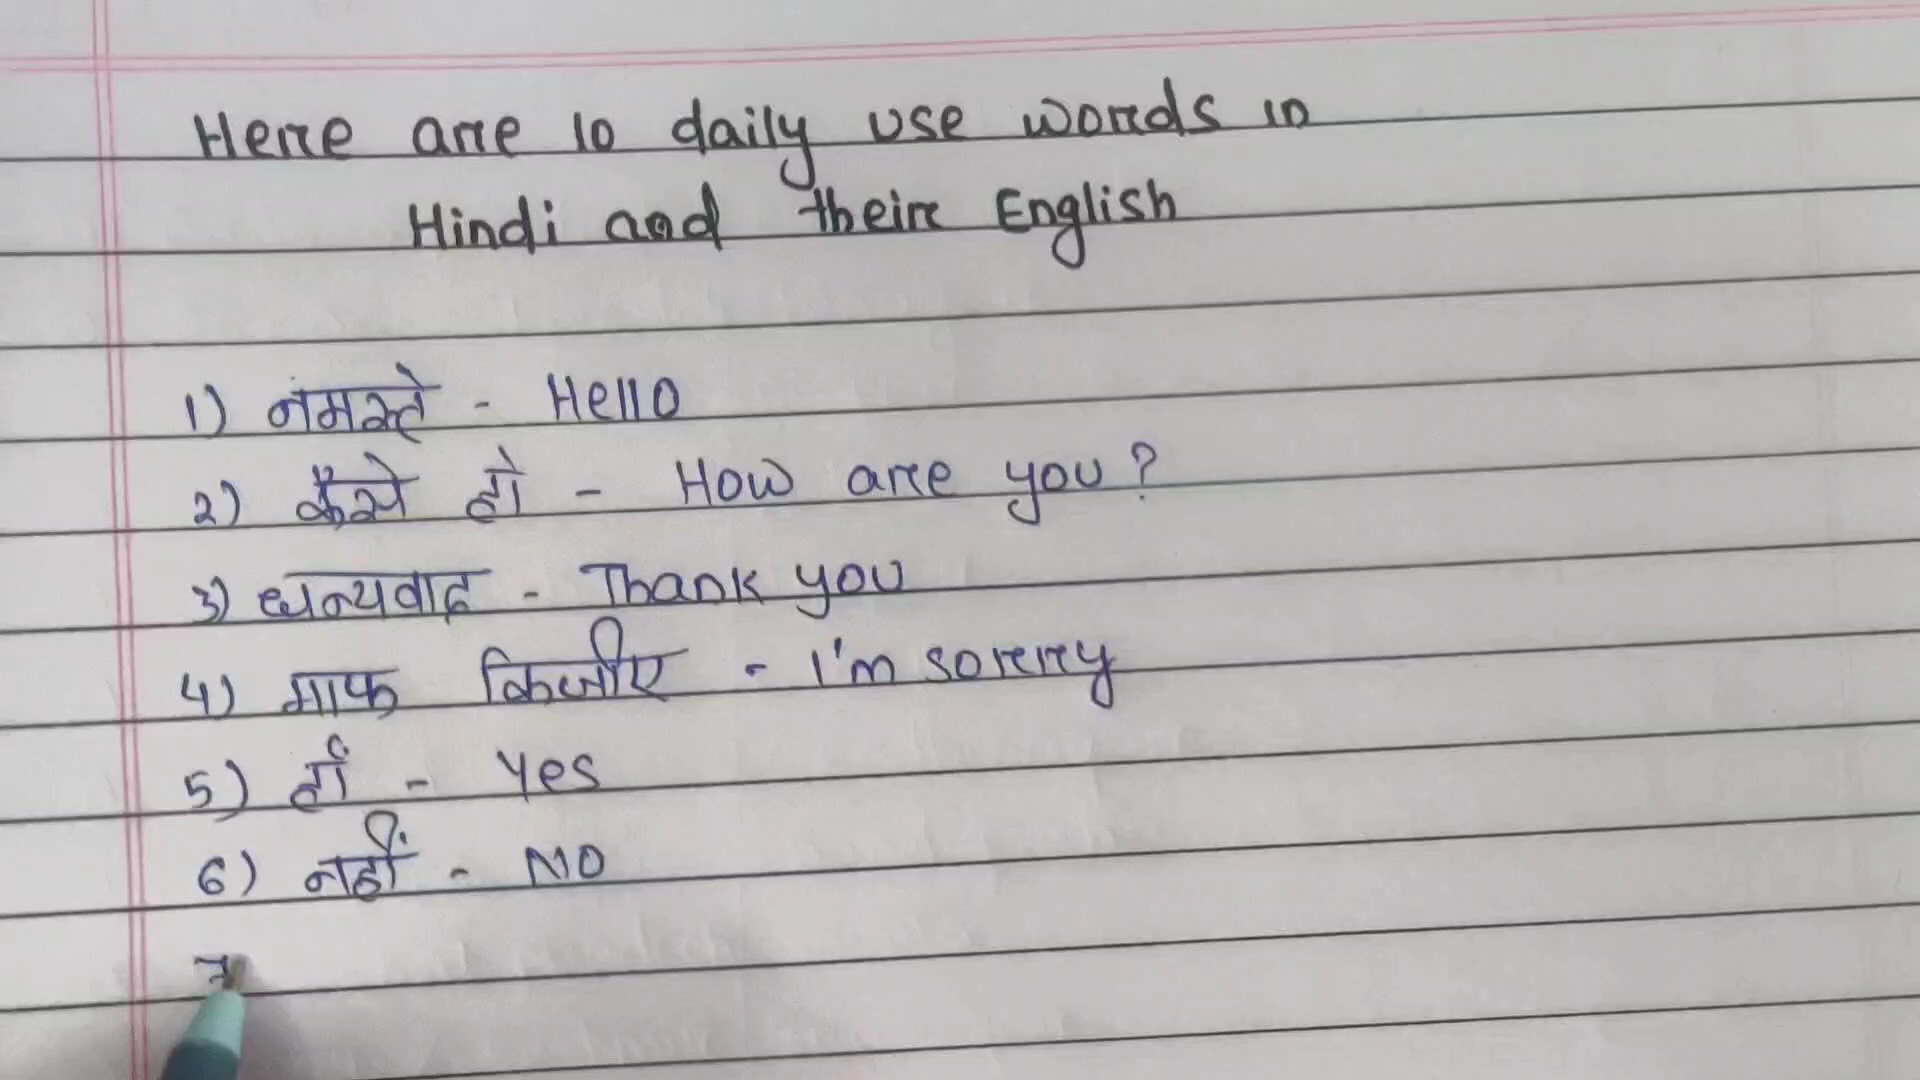 Here are 10 daily use words in
Hindi and their English
1) नमस्ते - Hello
2) कैसे हो - How are you?
3) धन्यवाद - Thank you
4) माफ किजीए - I'm sorry
5) हाँ - Yes
6) नहीं - No
7